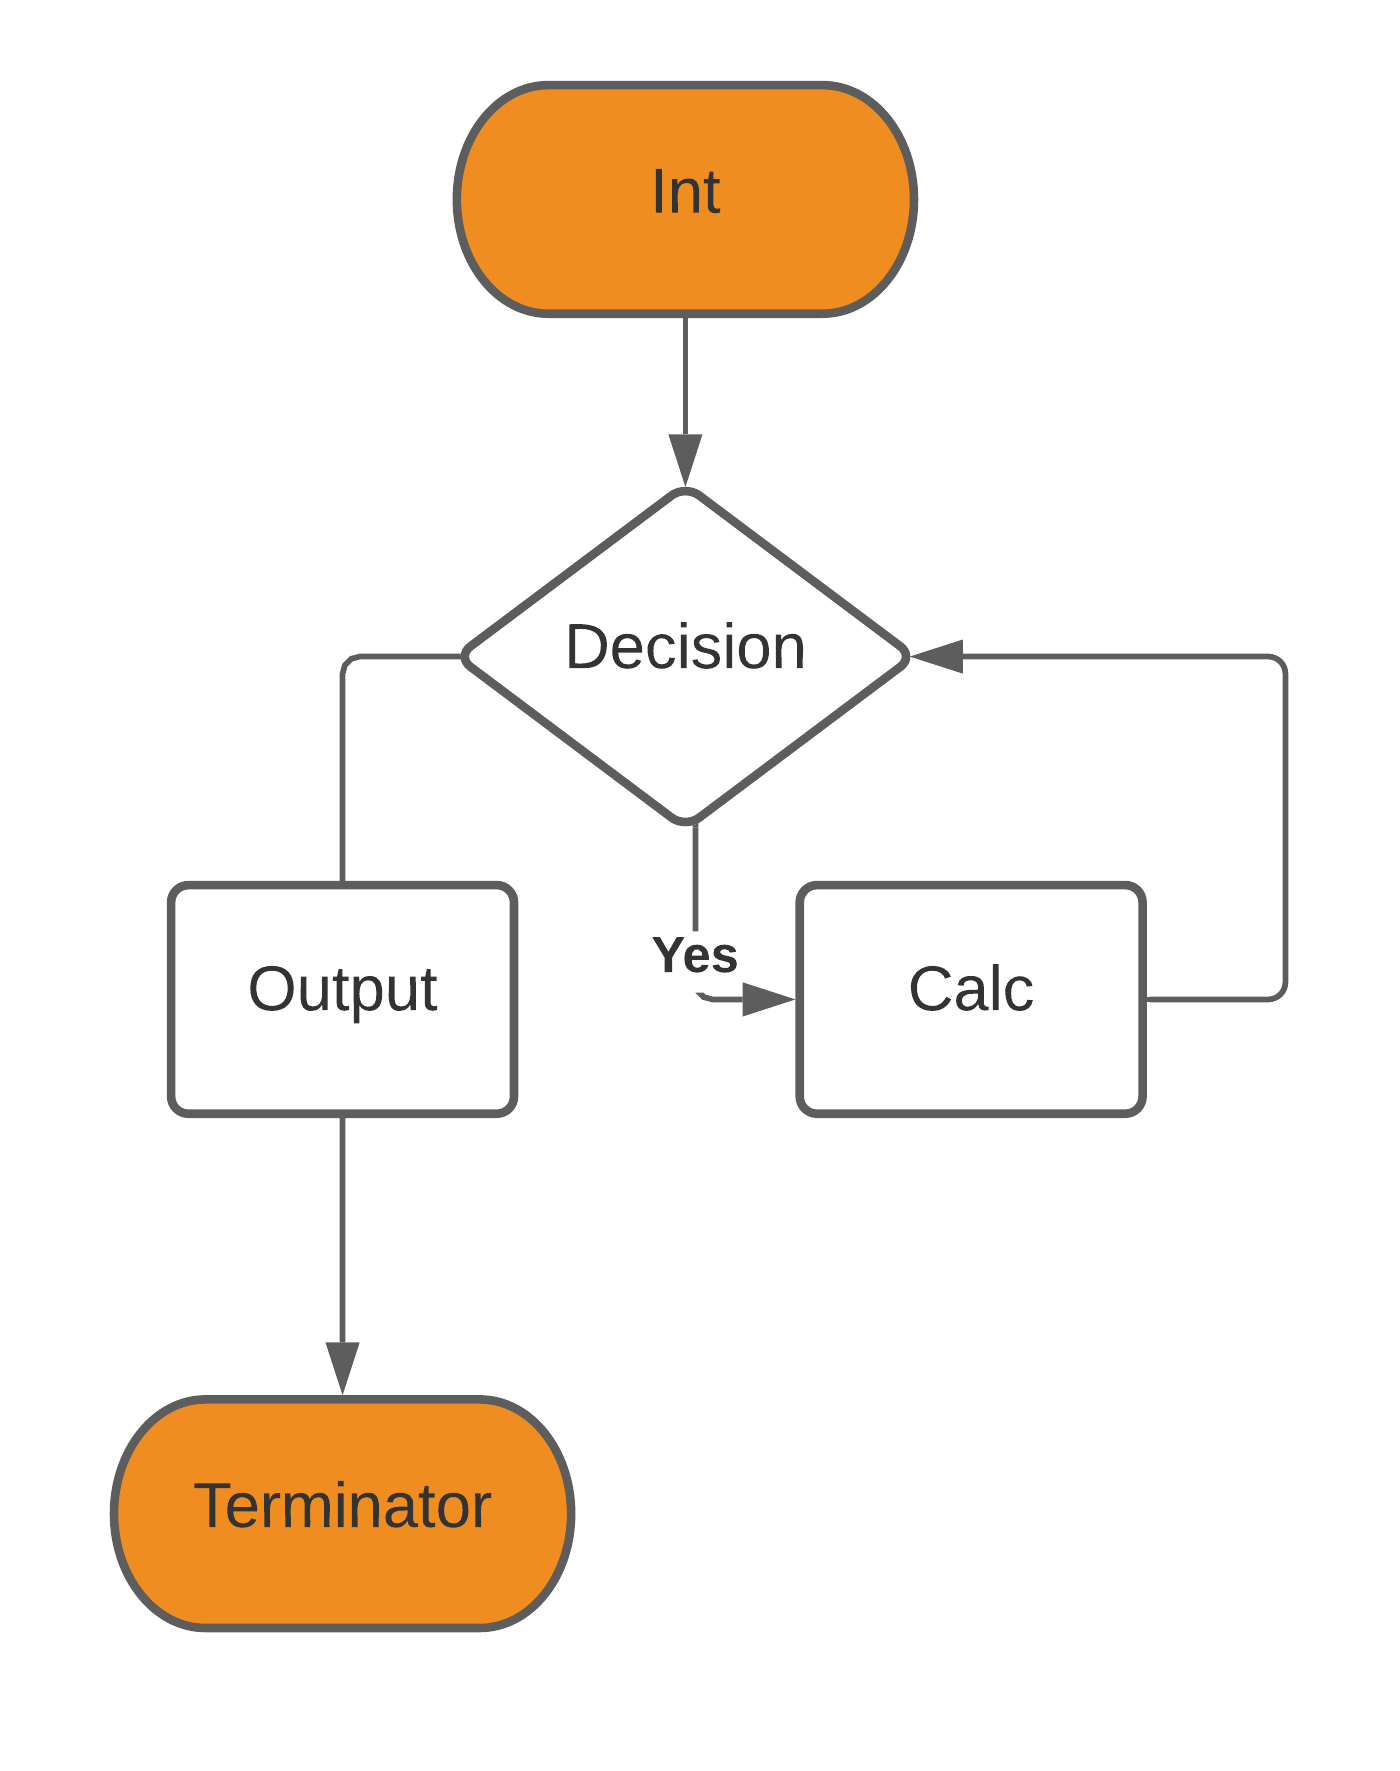 Int
Decision
Yes
Output
Calc
Terminator